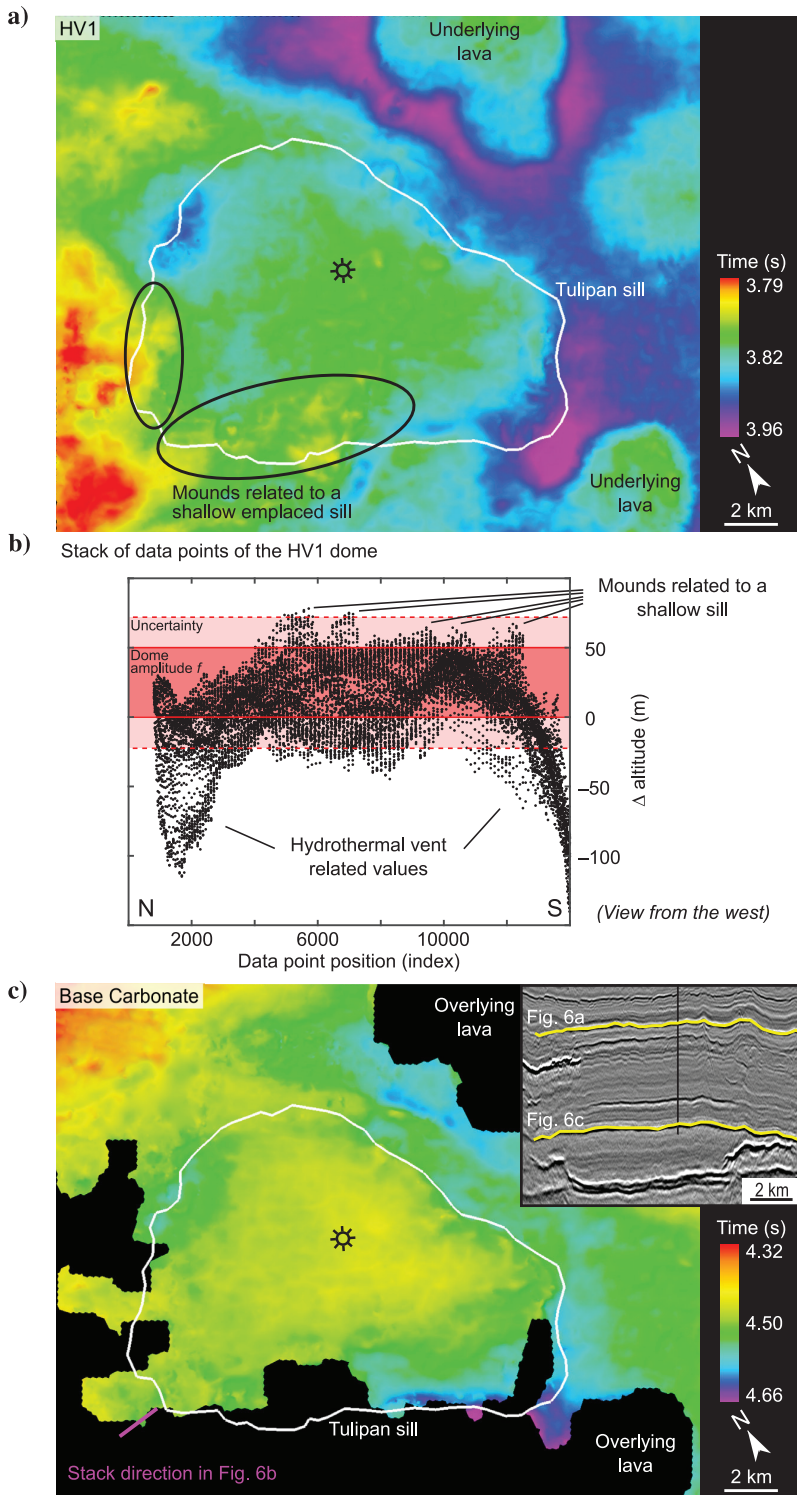 a)
HV1
Underlying
lava
Time (s)
3.79
3.82
3.96
Tulipan sill
N
2 km
Mounds related to a
shallow emplaced sill
Underlying
lava
b)
Stack of data points of the HV1 dome
Mounds related to a
shallow sill
Uncertainty
Dome
amplitude f
50
0
−50
−100
Δ altitude (m)
Hydrothermal vent
related values
N
S
(View from the west)
2000
6000
10000
Data point position (index)
c)
Base Carbonate
Overlying
lava
Fig. 6a
Fig. 6c
2 km
Time (s)
4.32
4.50
4.66
Tulipan sill
Overlying
lava
N
2 km
Stack direction in Fig. 6b